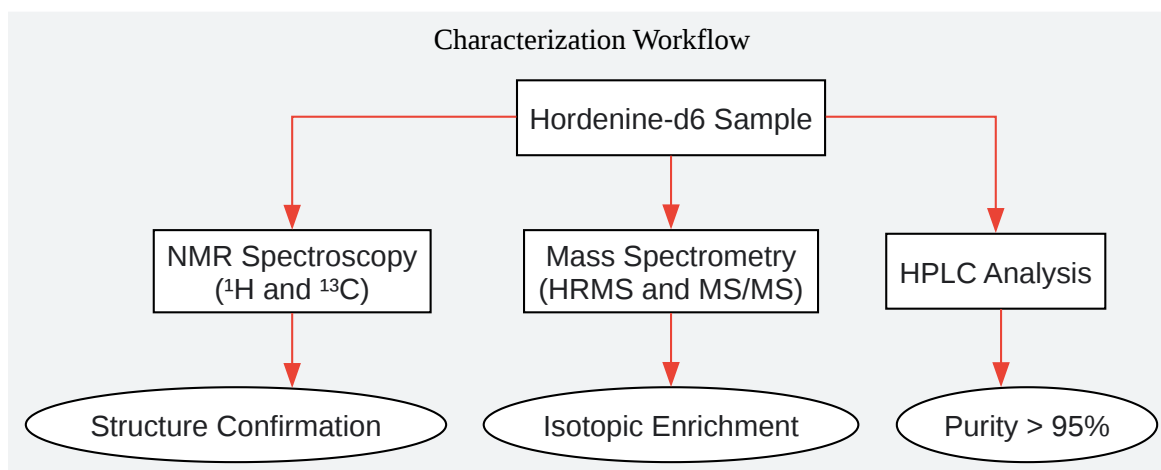 Characterization Workflow
Hordenine-d6 Sample
NMR Spectroscopy
(¹H and ¹³C)
Mass Spectrometry
(HRMS and MS/MS)
HPLC Analysis
Structure Confirmation
Isotopic Enrichment
Purity > 95%